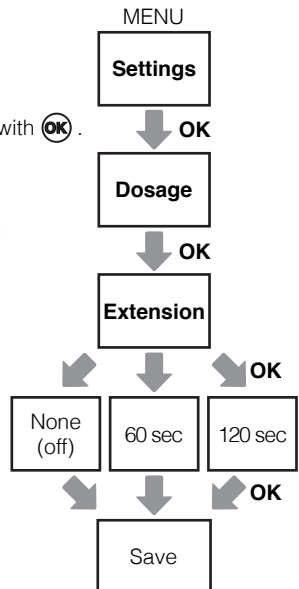 MENU
Settings
with OK .
OK
Dosage
OK
Extension
OK
None
(off)
60 sec
120 sec
OK
Save